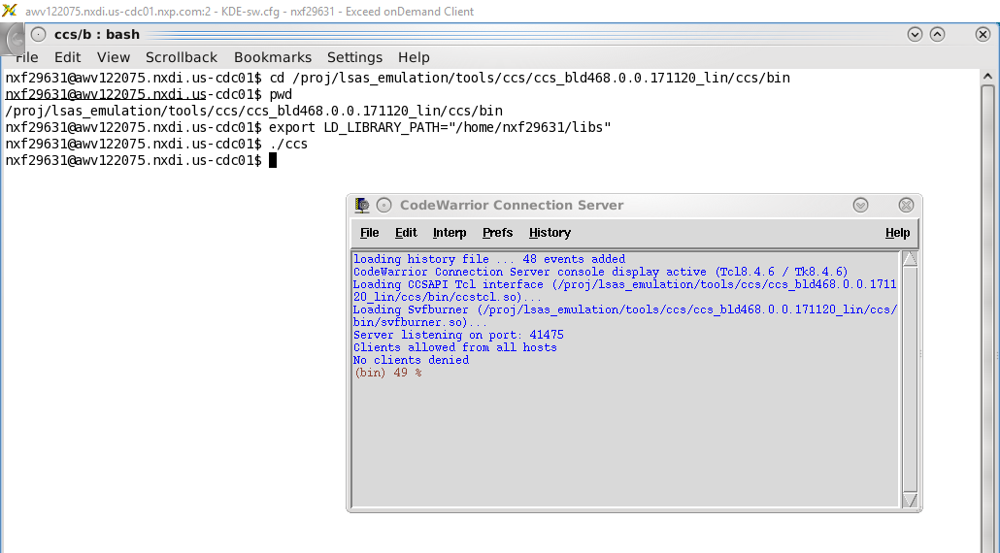 awv122075.nxdi.us-cdc01.nxp.com:2 - KDE-sw.cfg - nxf29631 - Exceed onDemand Client
ccs/b : bash
File Edit View Scrollback Bookmarks Settings Help
nxf29631@awv122075.nxdi.us-cdc01$ cd /proj/lsas_emulation/tools/ccs/ccs_bld468.0.0.171120_lin/ccs/bin
nxf29631@awv122075.nxdi.us-cdc01$ pwd
/proj/lsas_emulation/tools/ccs/ccs_bld468.0.0.171120_lin/ccs/bin
nxf29631@awv122075.nxdi.us-cdc01$ export LD_LIBRARY_PATH="/home/nxf29631/libs"
nxf29631@awv122075.nxdi.us-cdc01$ ./ccs
nxf29631@awv122075.nxdi.us-cdc01$
CodeWarrior Connection Server
File Edit Interp Prefs History Help
loading history file ... 48 events added
CodeWarrior Connection Server console display active (Tcl8.4.6 / Tk8.4.6)
Loading CCSAPI Tcl interface (/proj/lsas_emulation/tools/ccs/ccs_bld468.0.0.1711
20_lin/ccs/bin/ccstcl.so)...
Loading Svfburner (/proj/lsas_emulation/tools/ccs/ccs_bld468.0.0.171120_lin/ccs/
bin/svfburner.so)...
Server listening on port: 41475
Clients allowed from all hosts
No clients denied
(bin) 49 %